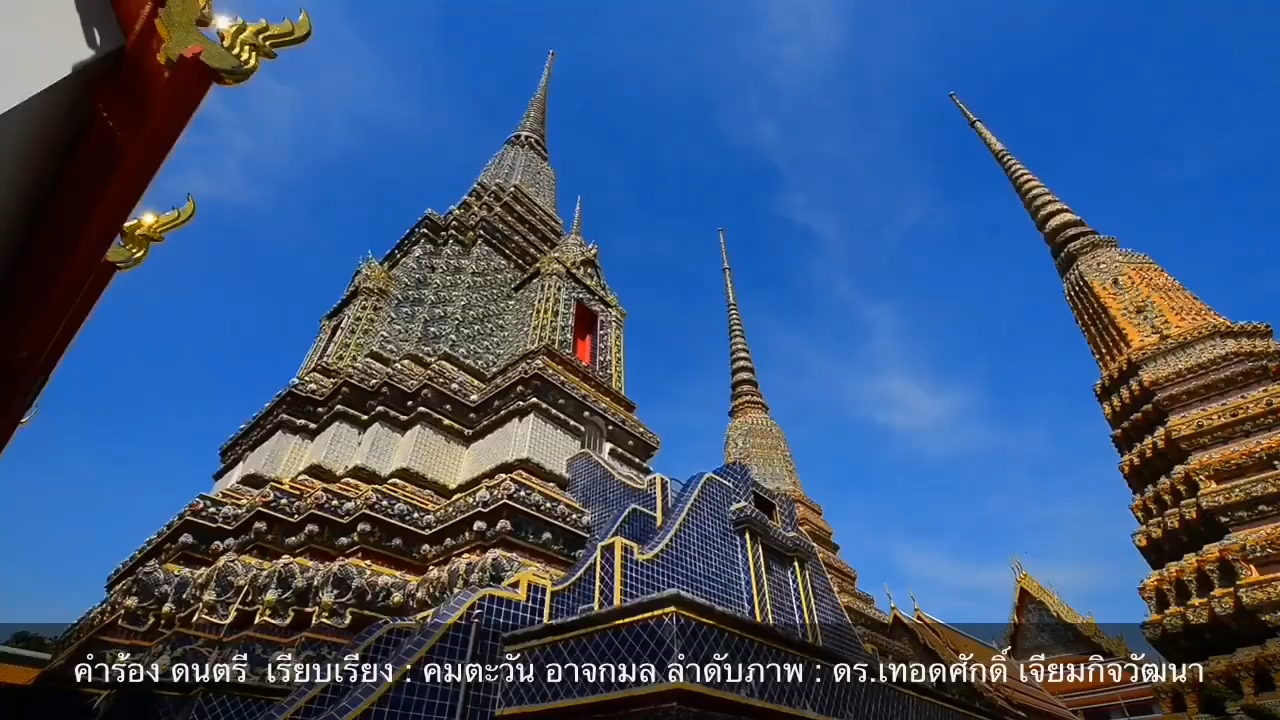 คำร้อง ดนตรี  เรียบเรียง : คมตะวัน อาจกมล ลำดับภาพ : ดร.เทอดศักดิ์ เจียมกิจวัฒนา